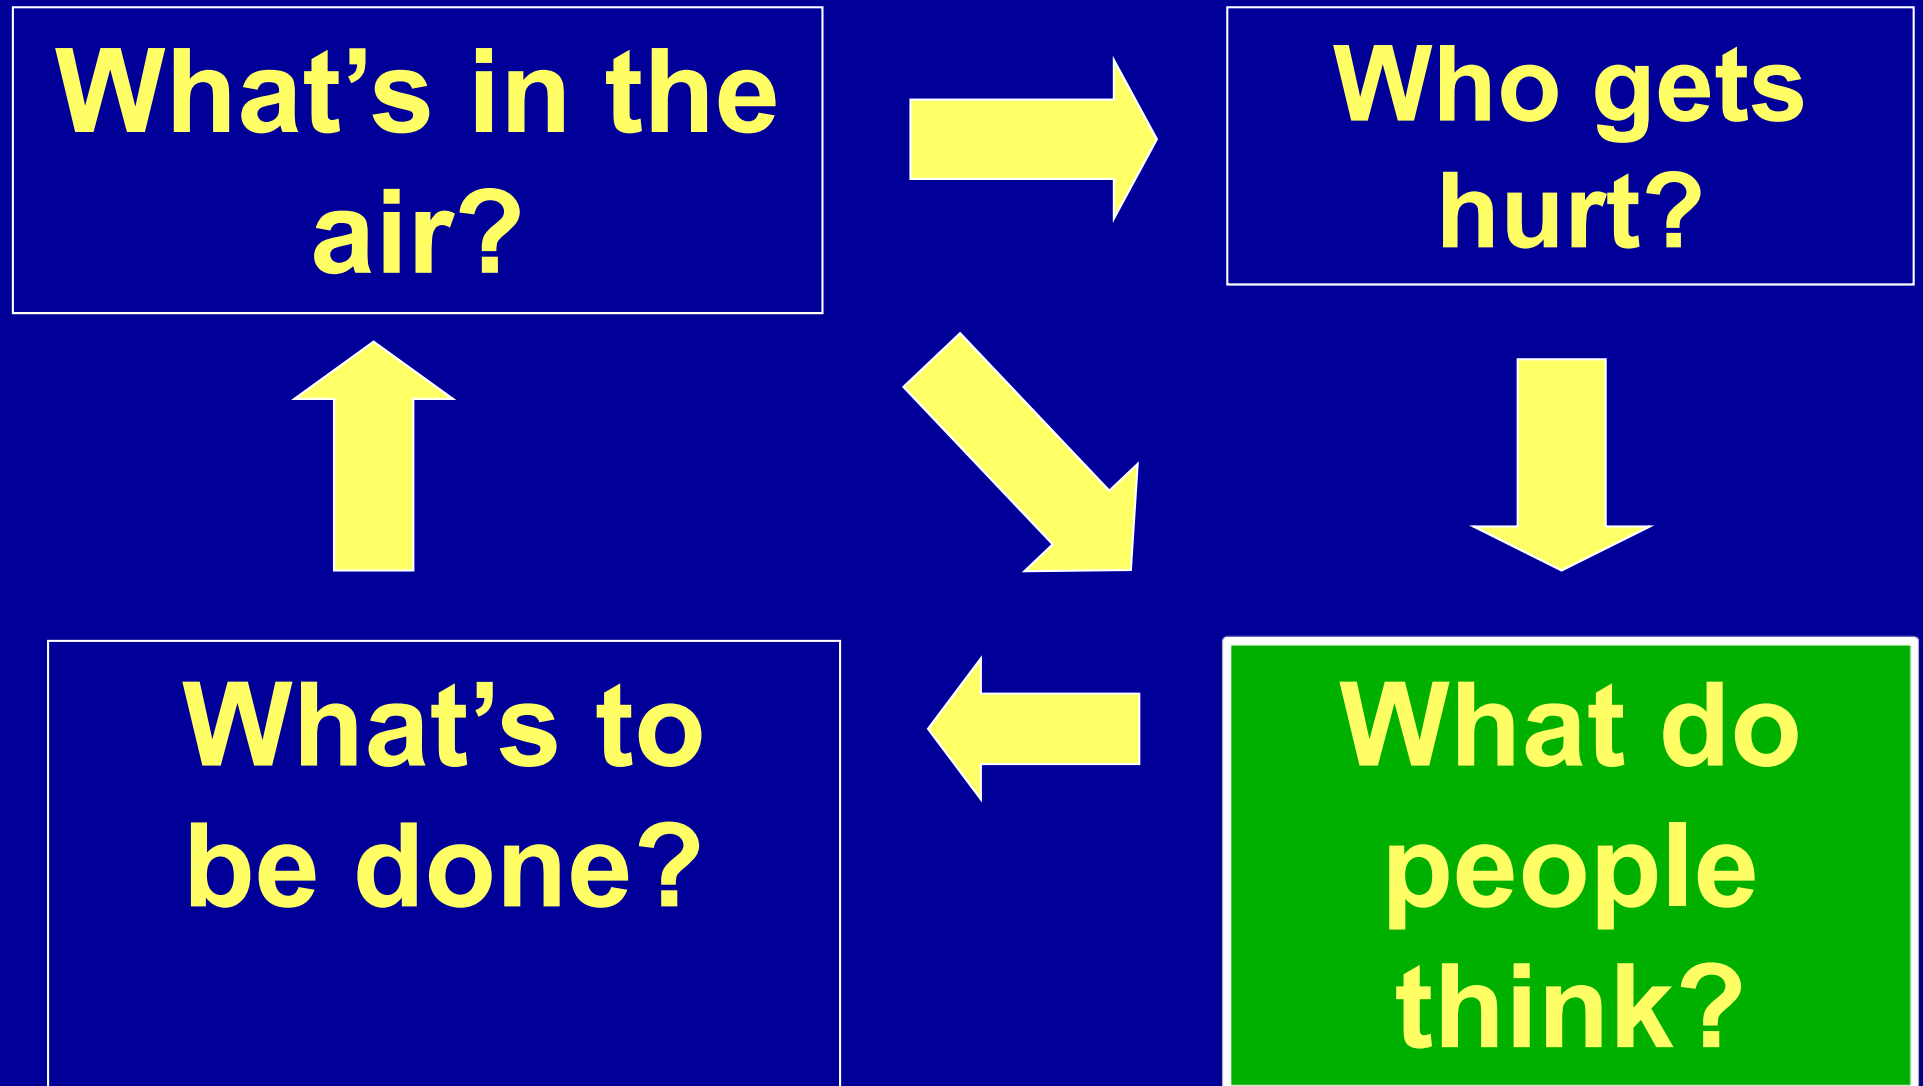 What’s in the
air?
Who gets
hurt?
What’s to
be done?
What do
people
think?